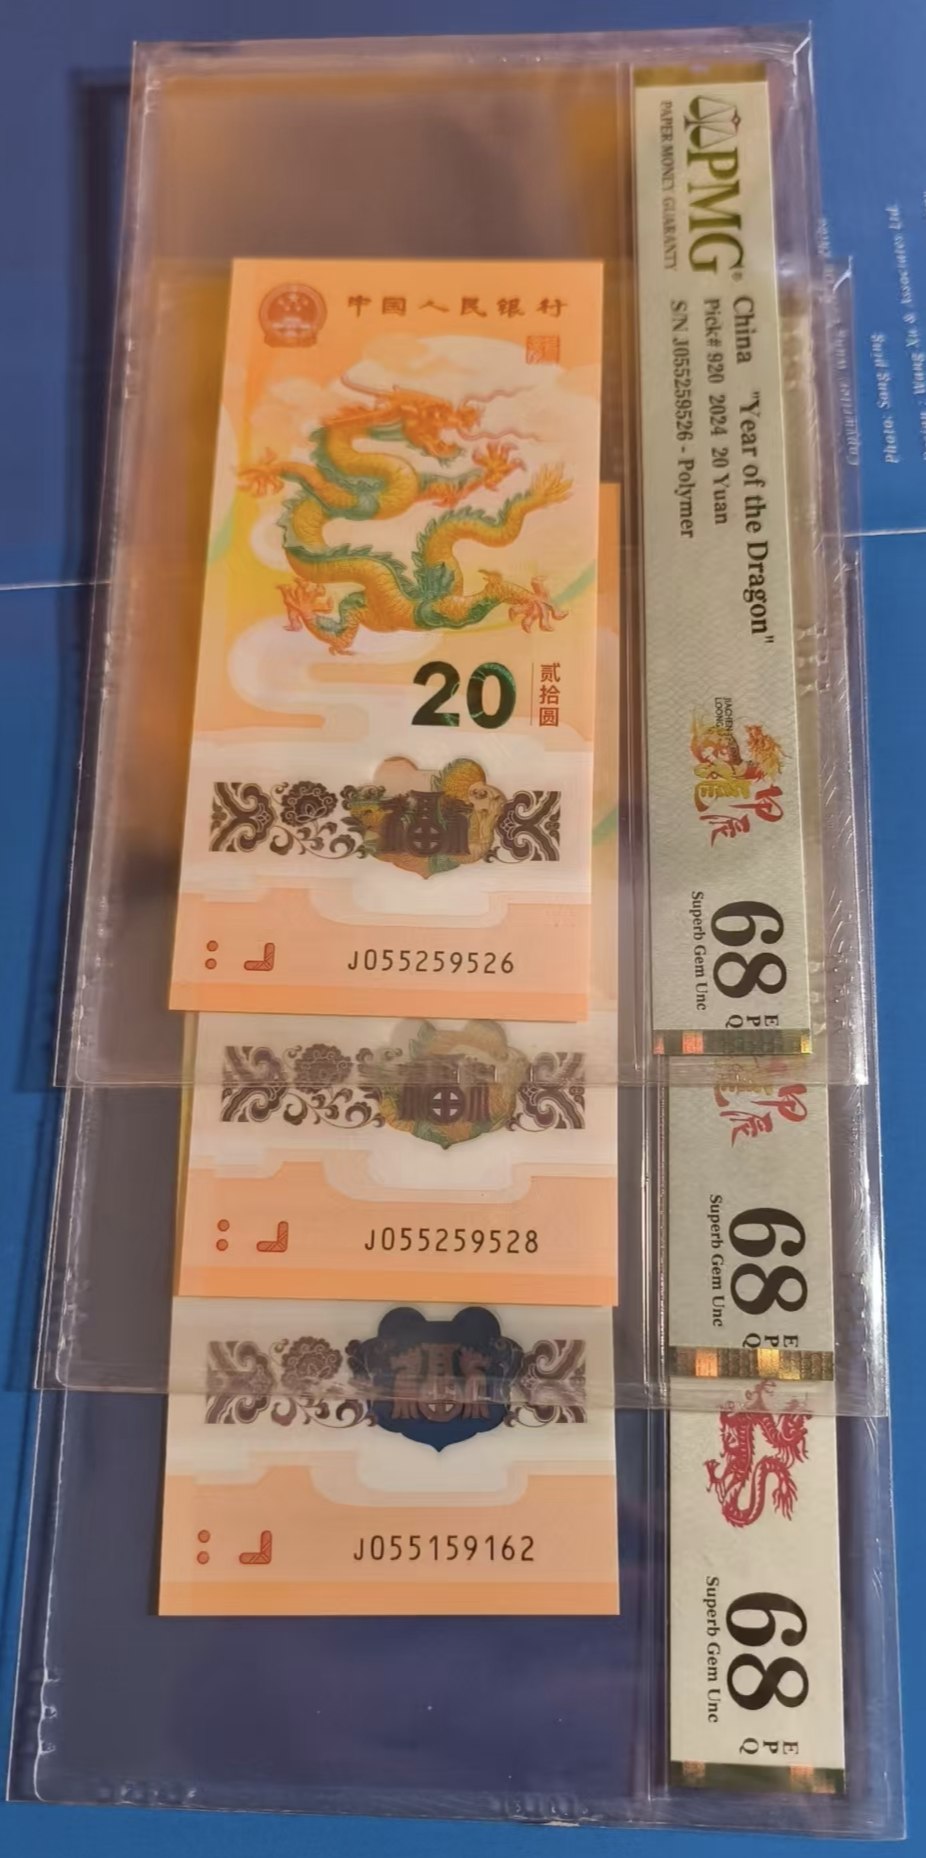 中国人民银行
20
贰拾圆
J055259526
PMG
PAPER MONEY GUARANTY
China "Year of the Dragon"
Pick# 920 2024 20 Yuan
S/N J055259526 - Polymer
甲辰
68 EPQ
Superb Gem Unc
J055259528
甲辰
68 EPQ
Superb Gem Unc
J055159162
68 EPQ
Superb Gem Unc